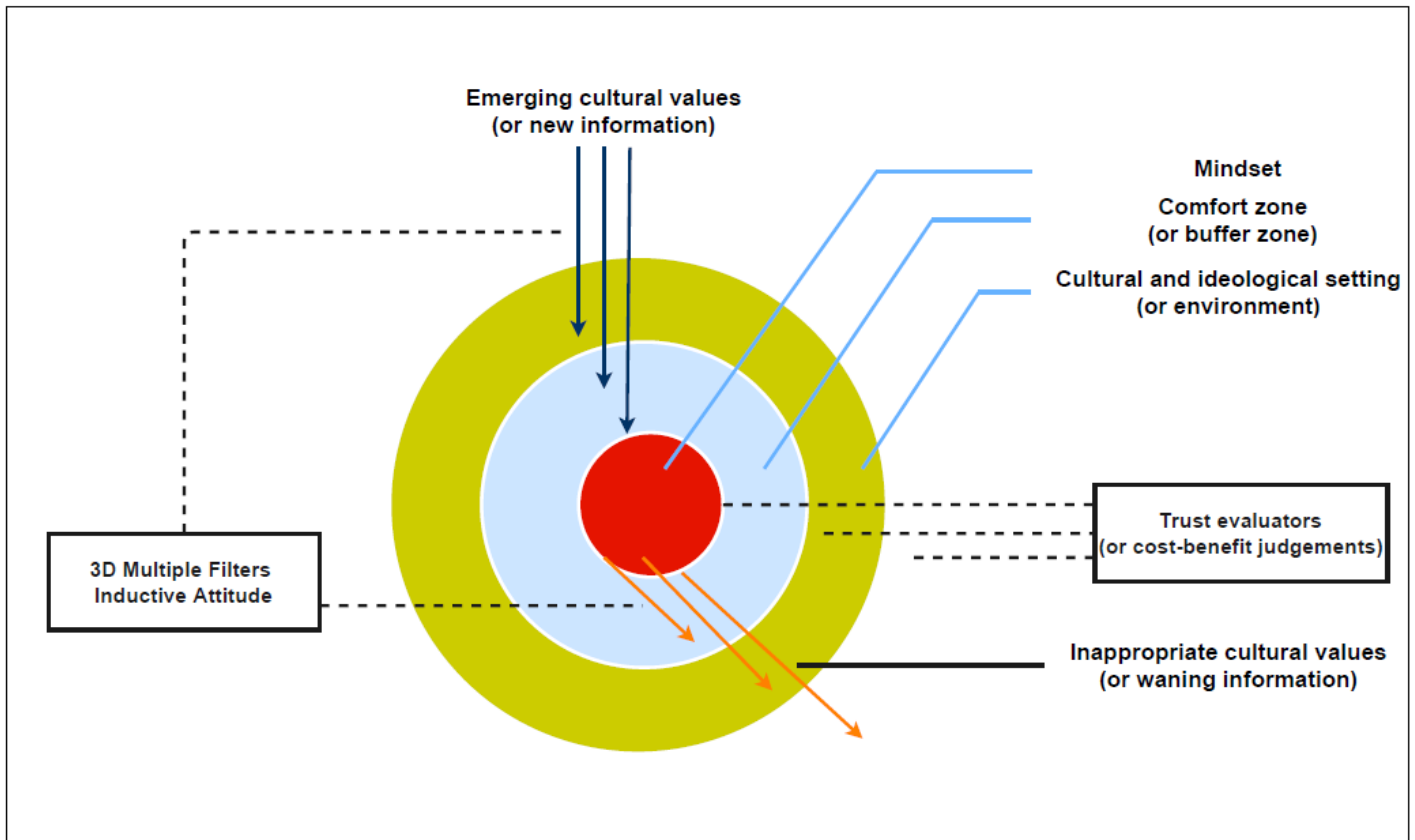 Emerging cultural values
(or new information)
Mindset
Comfort zone
(or buffer zone)
Cultural and ideological setting
(or environment)
Trust evaluators
(or cost-benefit judgements)
3D Multiple Filters
Inductive Attitude
Inappropriate cultural values
(or waning information)